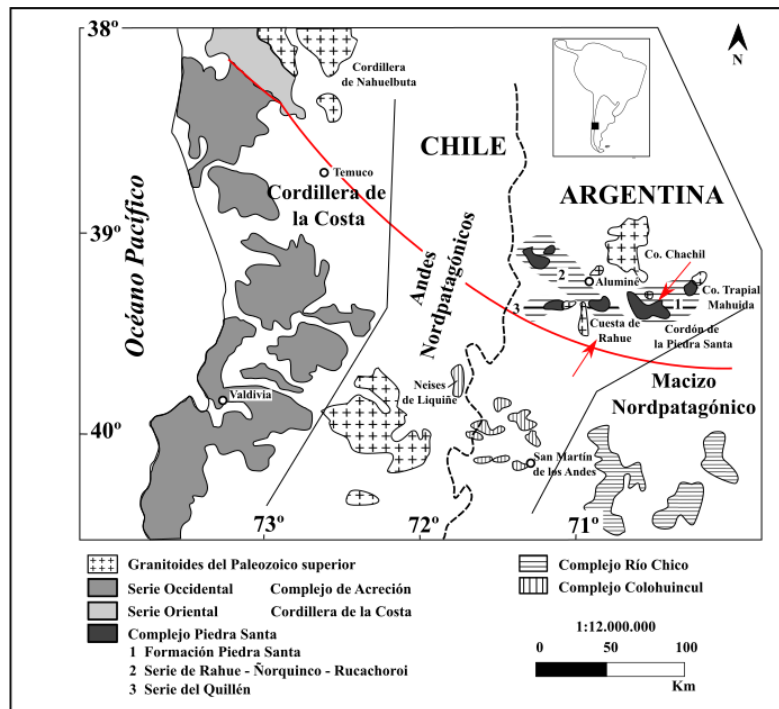 38º
39º
40º
73º
72º
71º
N
Cordillera
de Nahuelbuta
CHILE
ARGENTINA
Océano Pacífico
Temuco
Cordillera de
la Costa
Andes
Nordpatagónicos
Co. Chachil
2
Aluminé
Co. Trapial
Mahuida
1
3
Cuesta de
Rahue
Cordón de
la Piedra Santa
Neises
de Liquiñe
Macizo
Nordpatagónico
Valdivia
San Martín
de los Andes
Granitoides del Paleozoico superior
Serie Occidental Complejo de Acreción
Serie Oriental Cordillera de la Costa
Complejo Piedra Santa
1 Formación Piedra Santa
2 Serie de Rahue - Ñorquinco - Rucachoroi
3 Serie del Quillén
Complejo Río Chico
Complejo Colohuincul
1:12.000.000
0 50 100
Km